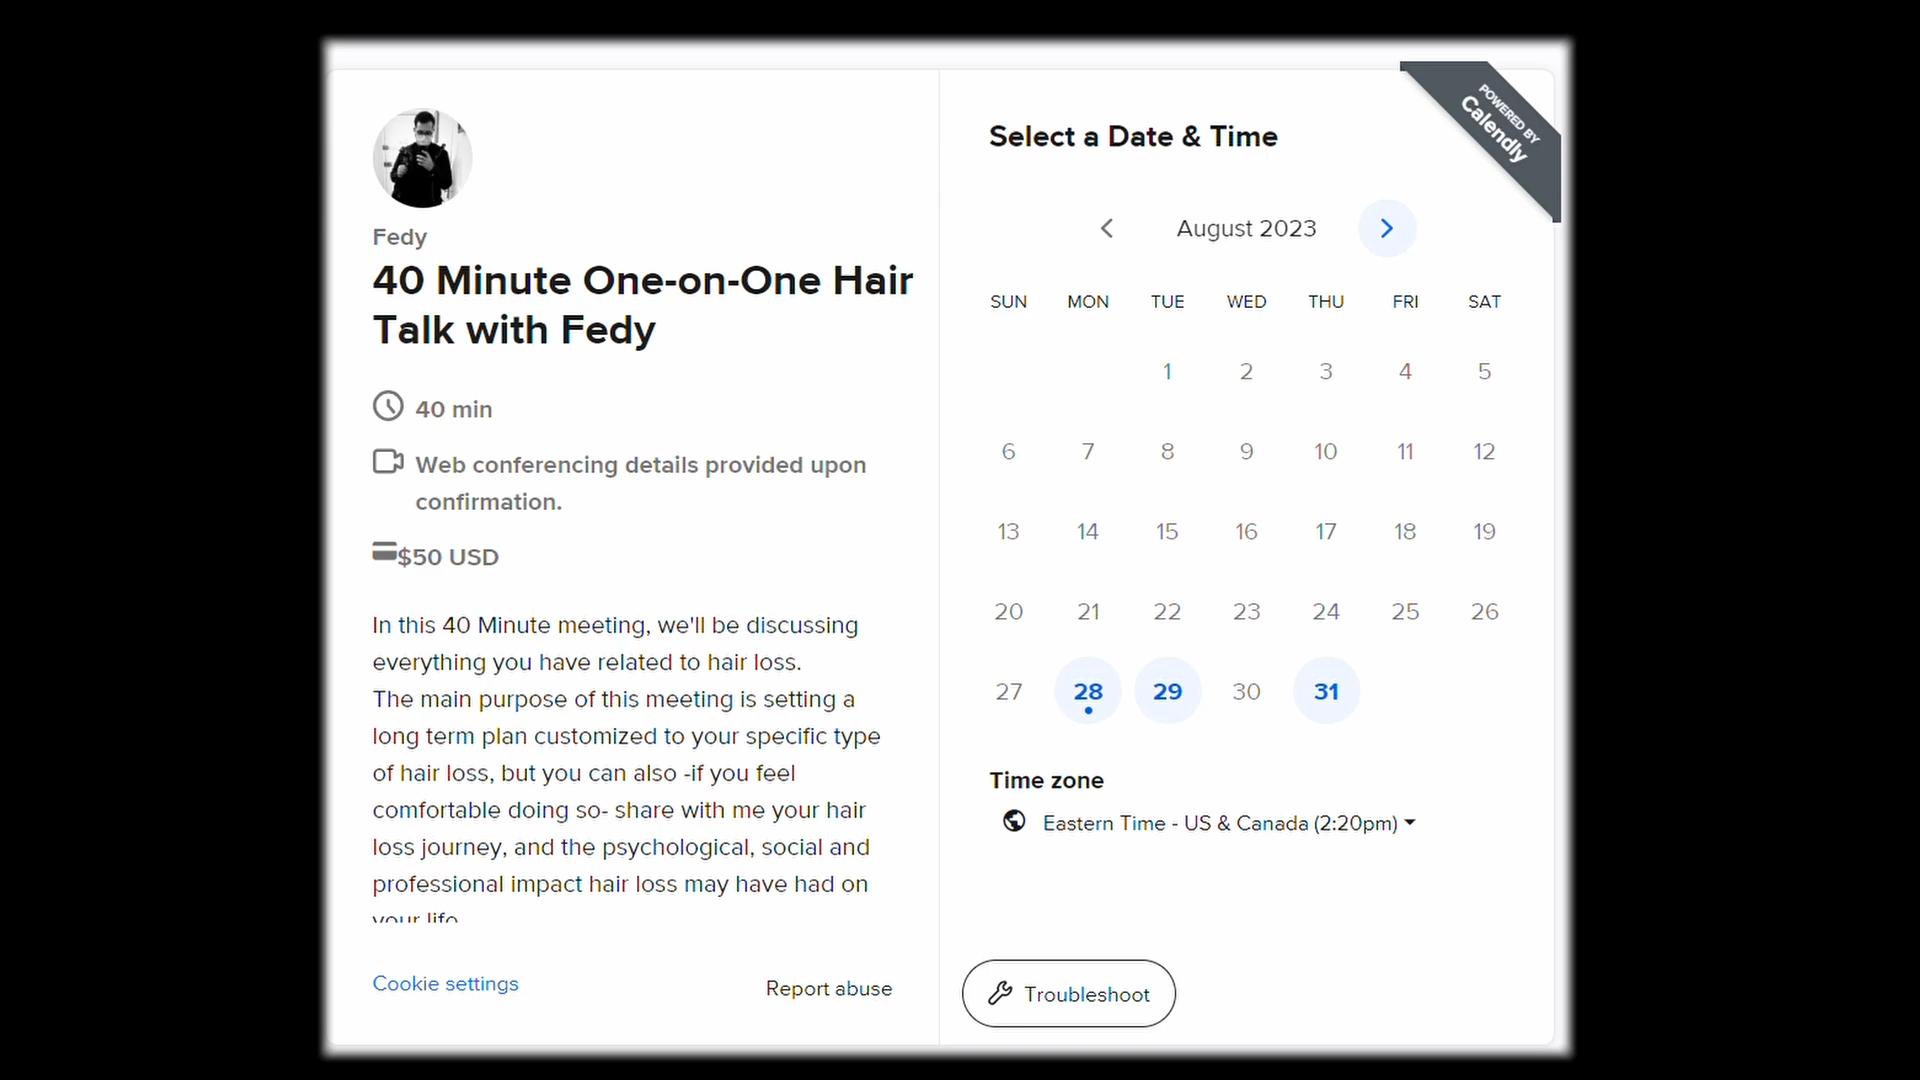 POWERED BY
Calendly
Fedy
40 Minute One-on-One Hair
Talk with Fedy
40 min
Web conferencing details provided upon
confirmation.
$50 USD
In this 40 Minute meeting, we'll be discussing
everything you have related to hair loss.
The main purpose of this meeting is setting a
long term plan customized to your specific type
of hair loss, but you can also -if you feel
comfortable doing so- share with me your hair
loss journey, and the psychological, social and
professional impact hair loss may have had on
your life
Cookie settings
Report abuse
Select a Date & Time
August 2023
SUN MON TUE WED THU FRI SAT
1 2 3 4 5
6 7 8 9 10 11 12
13 14 15 16 17 18 19
20 21 22 23 24 25 26
27 28 29 30 31
Time zone
Eastern Time - US & Canada (2:20pm)
Troubleshoot